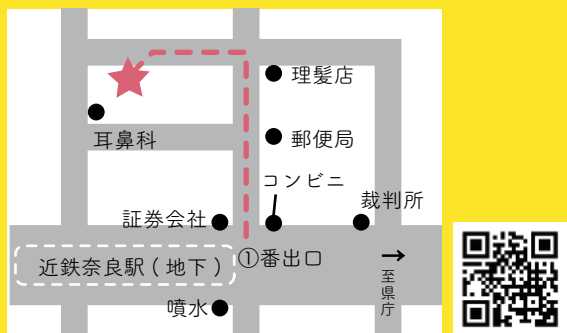 理髪店
耳鼻科
郵便局
コンビニ
裁判所
証券会社
近鉄奈良駅(地下)
①番出口
→
至県庁
噴水